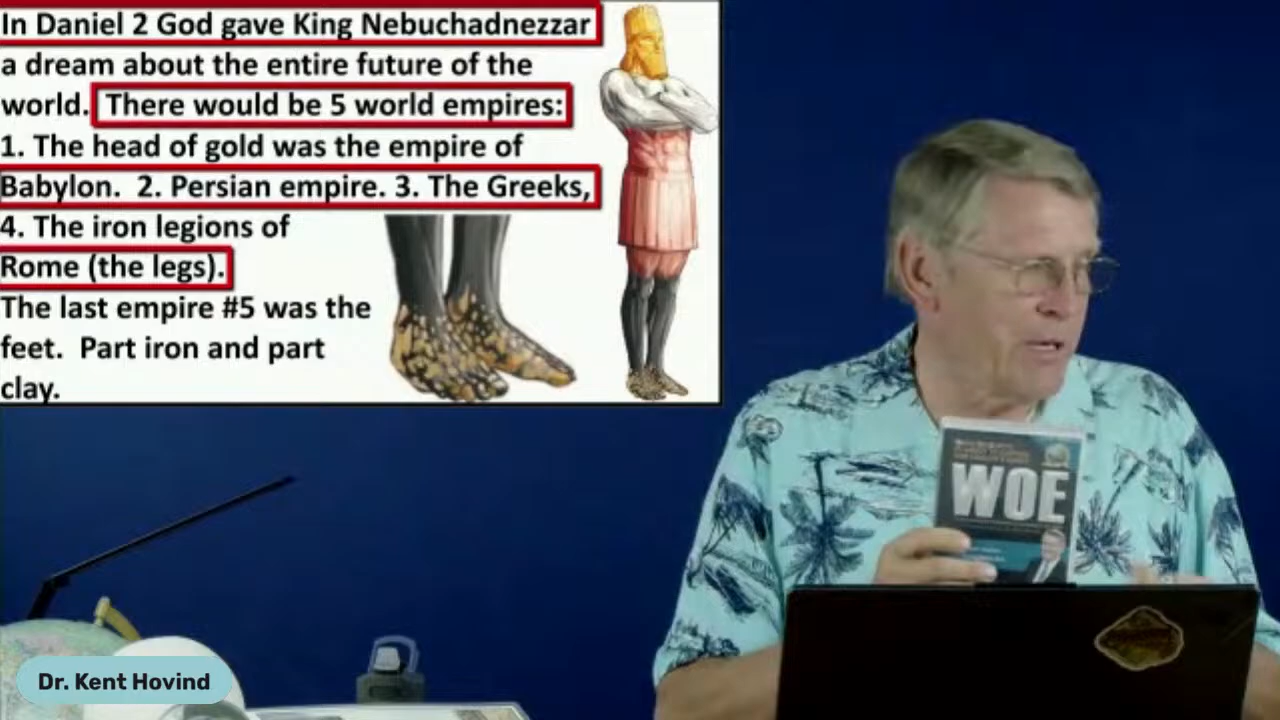 In Daniel 2 God gave King Nebuchadnezzar
a dream about the entire future of the
world. There would be 5 world empires:
1. The head of gold was the empire of
Babylon. 2. Persian empire. 3. The Greeks,
4. The iron legions of
Rome (the legs).
The last empire #5 was the
feet. Part iron and part
clay.
WOE
Dr. Kent Hovind